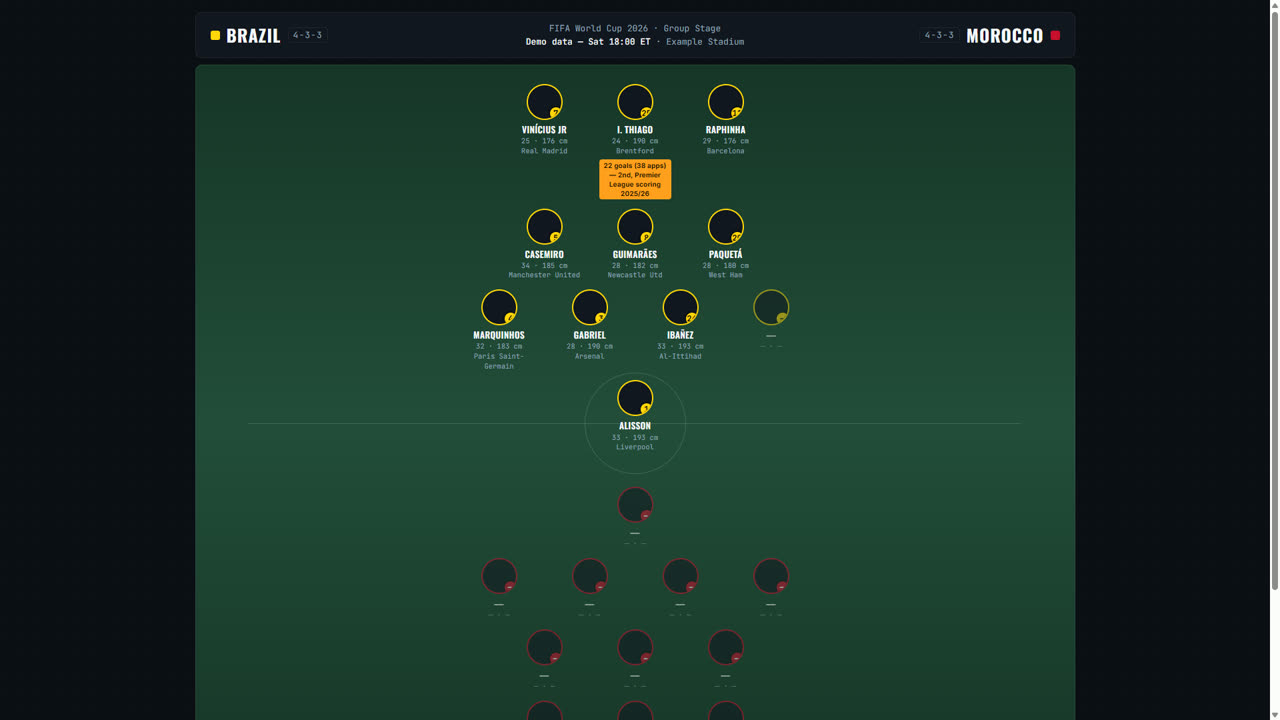 BRAZIL 4-3-3
FIFA World Cup 2026 · Group Stage
Demo data — Sat 18:00 ET · Example Stadium
4-3-3 MOROCCO
VINÍCIUS JR
25 · 176 cm
Real Madrid
I. THIAGO
24 · 190 cm
Brentford
22 goals (38 apps)
— 2nd, Premier
League scoring
2025/26
RAPHINHA
29 · 176 cm
Barcelona
CASEMIRO
34 · 185 cm
Manchester United
GUIMARÃES
28 · 182 cm
Newcastle Utd
PAQUETÁ
28 · 180 cm
West Ham
MARQUINHOS
32 · 183 cm
Paris Saint-
Germain
GABRIEL
28 · 190 cm
Arsenal
IBAÑEZ
33 · 193 cm
Al-Ittihad
—
— · —
ALISSON
33 · 193 cm
Liverpool
—
— · —
—
— · —
—
— · —
—
— · —
—
— · —
—
— · —
—
— · —
—
— · —